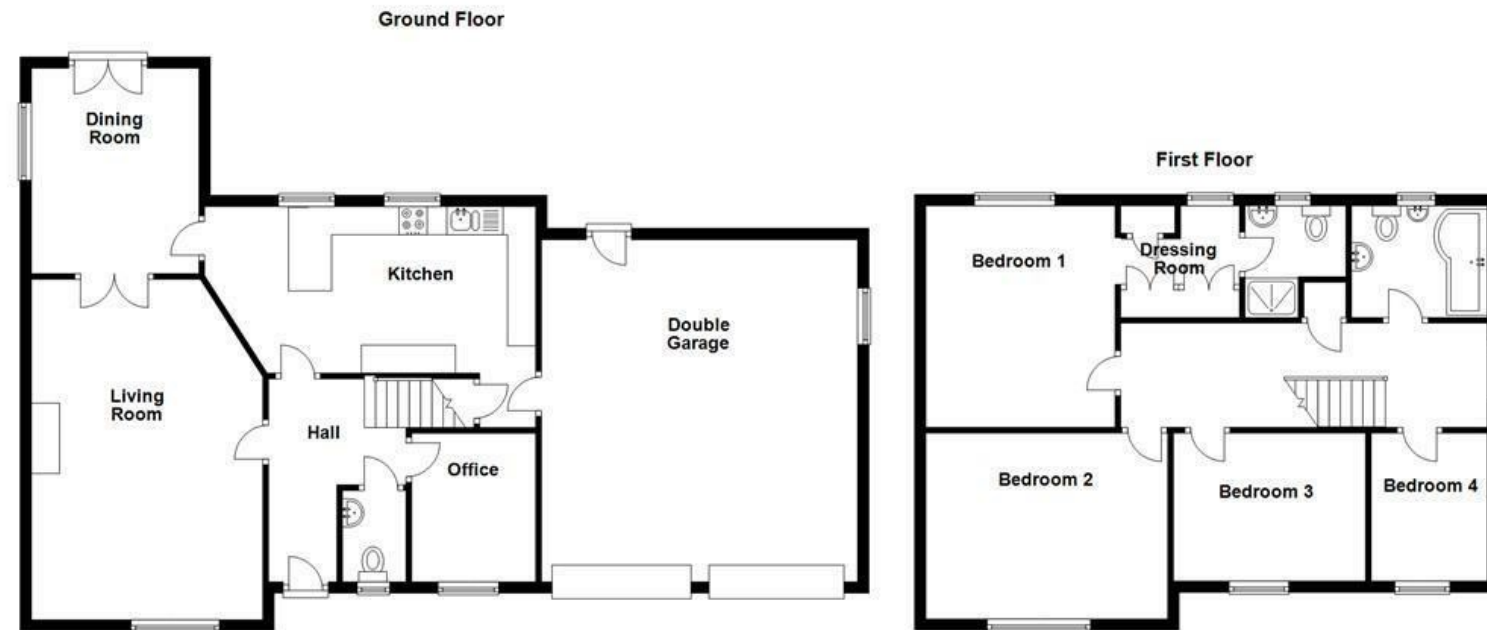 Ground Floor
Dining
Room
Kitchen
Double
Garage
Living
Room
Hall
Office
First Floor
Bedroom 1
Dressing
Room
Bedroom 2
Bedroom 3
Bedroom 4